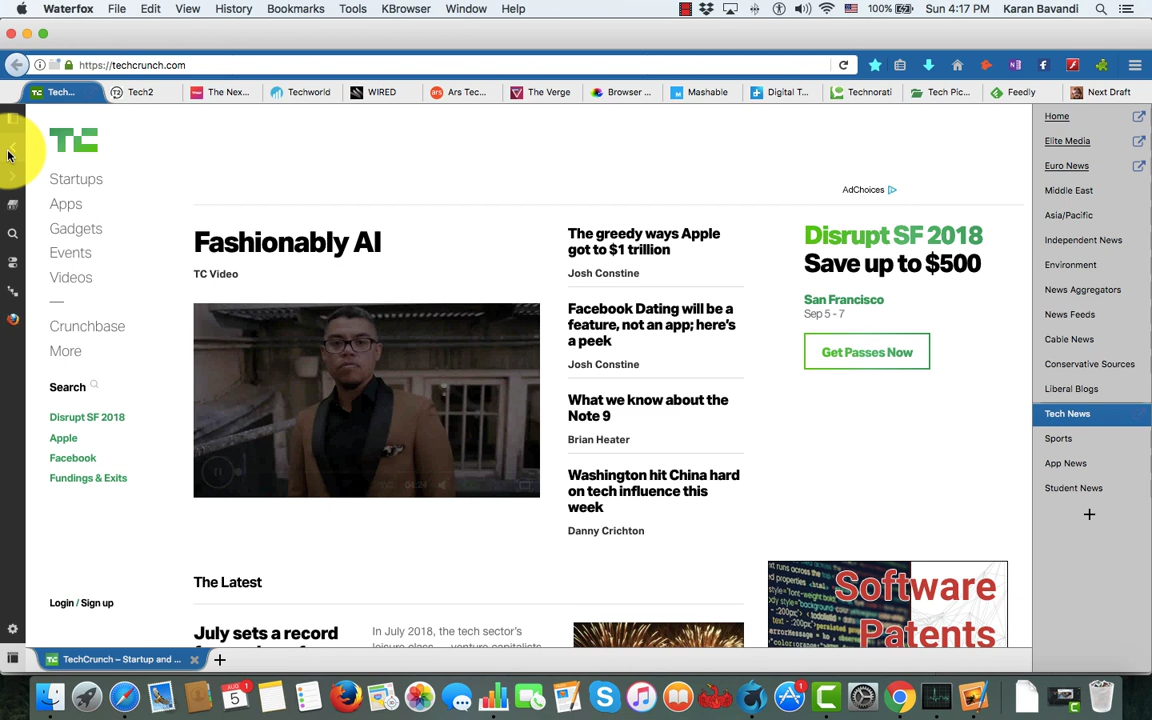 Waterfox File Edit View History Bookmarks Tools KBrowser Window Help 100% Sun 4:17 PM Karan Bavandi
https://techcrunch.com
Tech... Tech2 The Nex... Techworld WIRED Ars Tec... The Verge Browser ... Mashable Digital T... Technorati Tech Pic... Feedly Next Draft
TC
Startups
Apps
Gadgets
Events
Videos
—
Crunchbase
More
Search
Disrupt SF 2018
Apple
Facebook
Fundings & Exits
Login / Sign up
AdChoices
Fashionably AI
TC Video
04:24
The greedy ways Apple
got to $1 trillion
Josh Constine
Facebook Dating will be a
feature, not an app; here's
a peek
Josh Constine
What we know about the
Note 9
Brian Heater
Washington hit China hard
on tech influence this
week
Danny Crichton
Disrupt SF 2018
Save up to $500
San Francisco
Sep 5 - 7
Get Passes Now
The Latest
July sets a record
In July 2018, the tech sector's
Software
Patents
Home
Elite Media
Euro News
Middle East
Asia/Pacific
Independent News
Environment
News Aggregators
News Feeds
Cable News
Conservative Sources
Liberal Blogs
Tech News
Sports
App News
Student News
+
TechCrunch – Startup and ... +
AUG 5